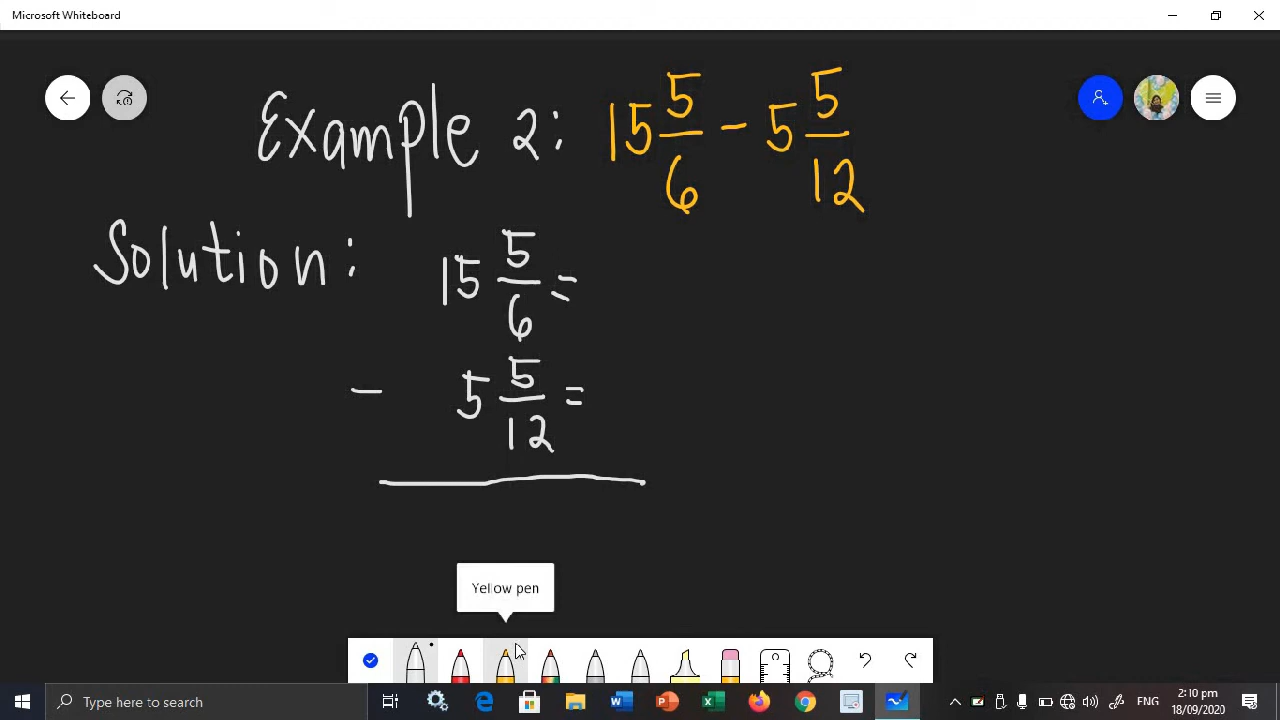 Microsoft Whiteboard
Example 2: 15 5/6 - 5 5/12
Solution: 15 5/6 =
- 5 5/12 =
Yellow pen
Type here to search
ENG
2:10 pm
18/09/2020